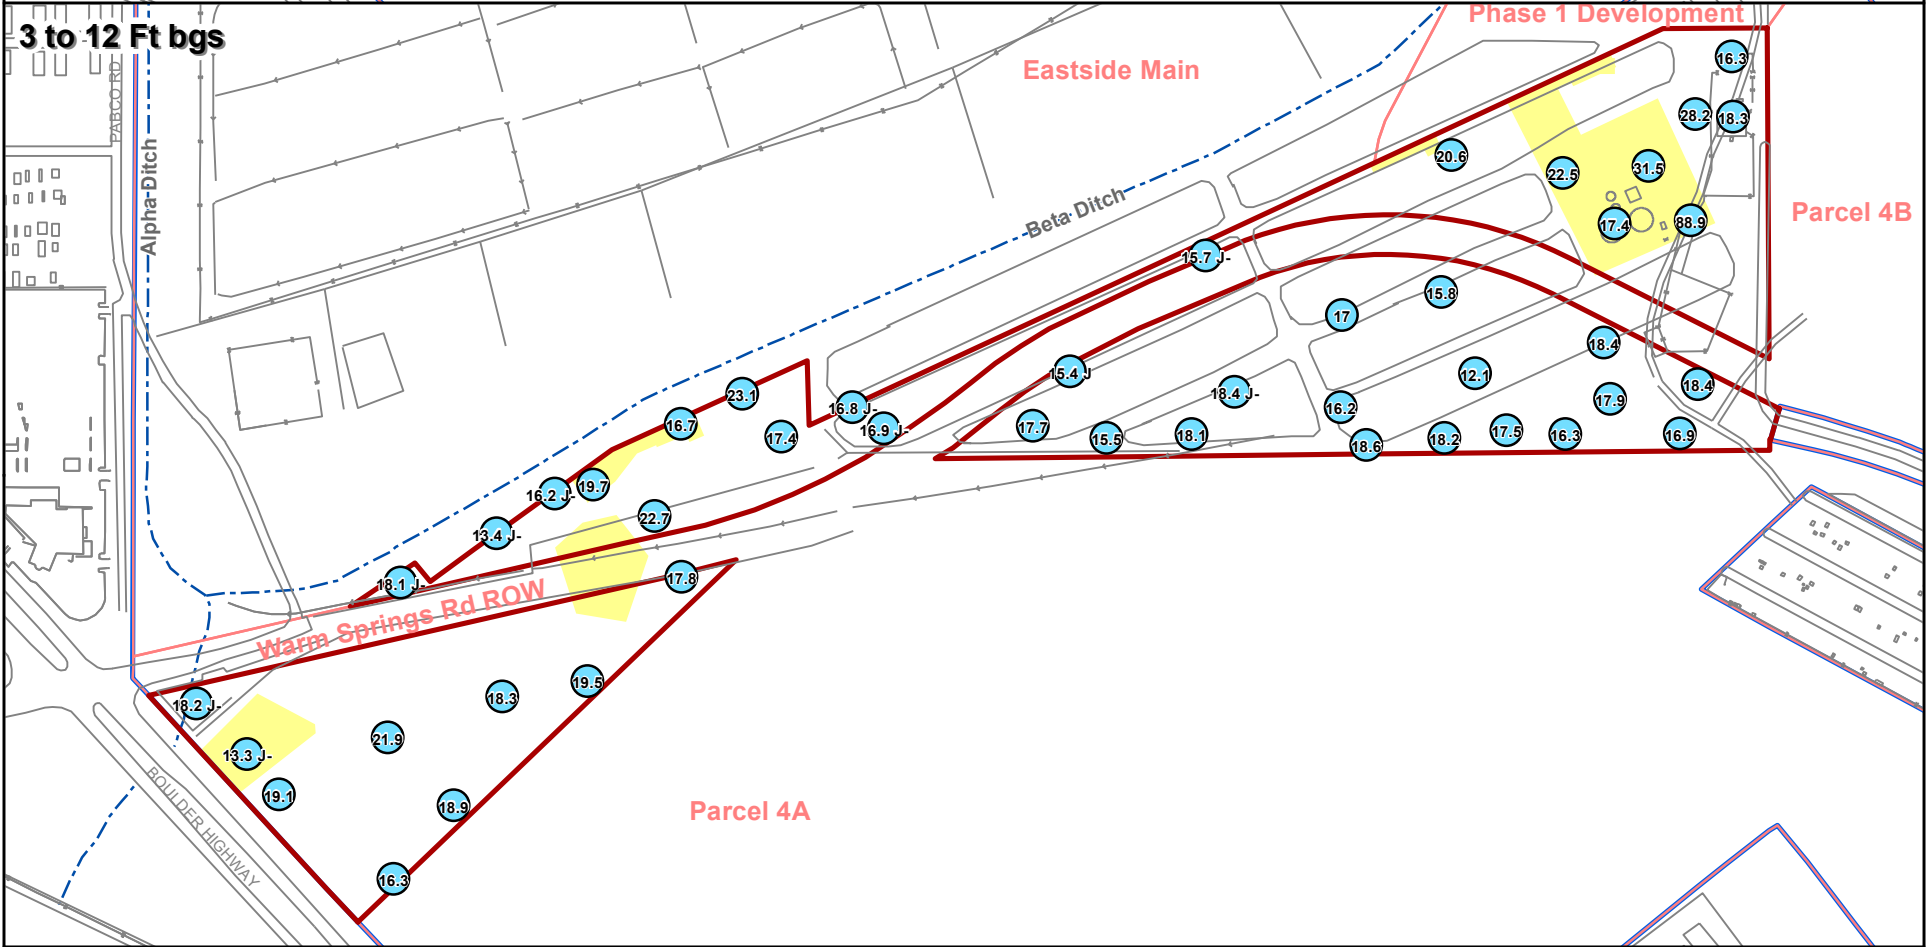 Phase 1 Development
3 to 12 Ft bgs
16.3
Eastside Main
PABCO RD
28.2
18.3
20.6
Alpha Ditch
22.5
31.5
Beta Ditch
Parcel 4B
17.4
88.9
15.7 J-
15.8
17
18.4
15.4 J
12.1
18.4
23.1
18.4 J-
16.8 J-
16.2
17.9
16.7
17.4
16.9 J-
17.7
15.5
18.1
18.6
18.2
17.5
16.3
16.9
16.2 J-
19.7
22.7
13.4 J-
18.1 J-
17.8
Warm Springs Rd ROW
19.5
18.3
18.2 J-
21.9
13.3 J-
19.1
18.9
Parcel 4A
BOULDER HIGHWAY
16.3